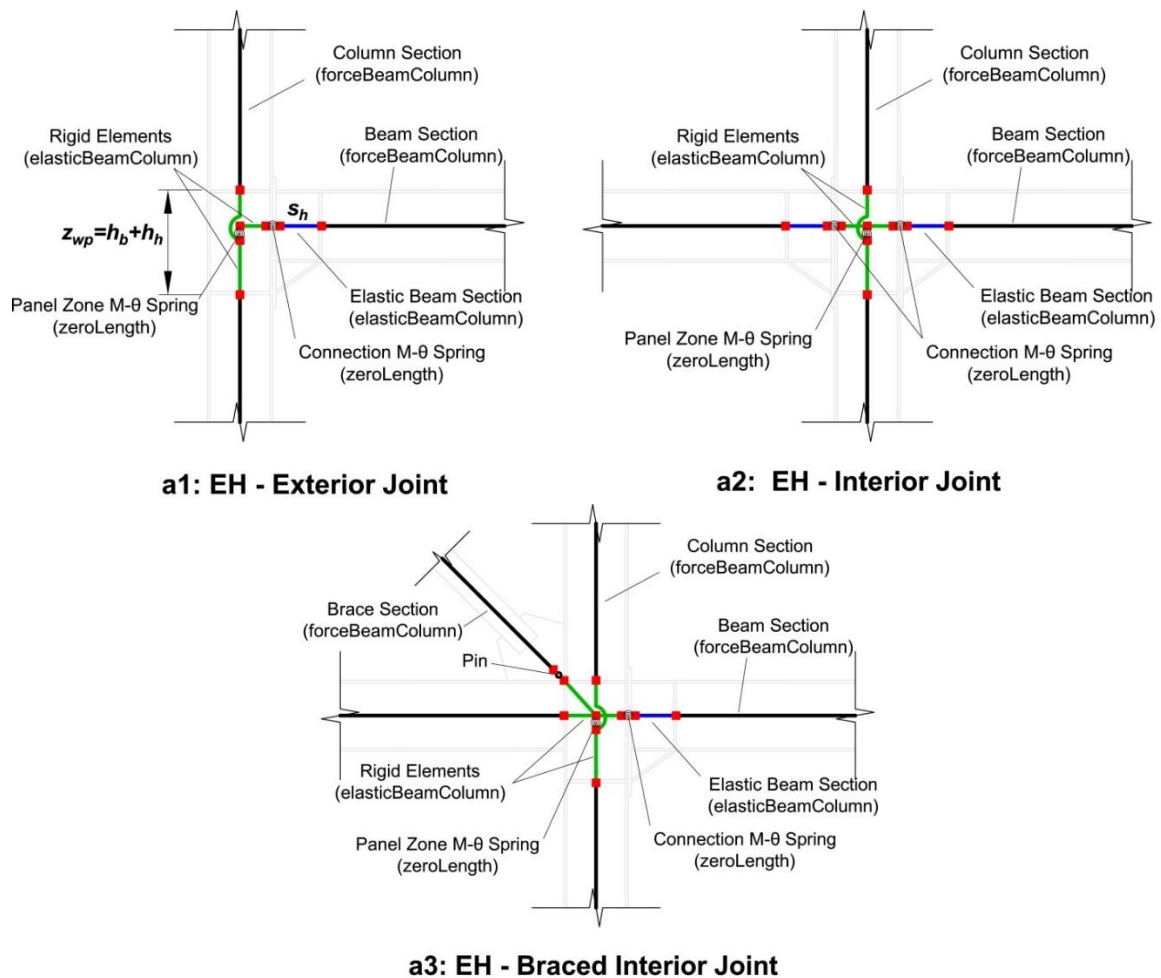 Column Section
(forceBeamColumn)
Rigid Elements
(elasticBeamColumn)
Beam Section
(forceBeamColumn)
s_h
z_wp=h_b+h_h
Panel Zone M-θ Spring
(zeroLength)
Elastic Beam Section
(elasticBeamColumn)
Connection M-θ Spring
(zeroLength)
a1: EH - Exterior Joint
Column Section
(forceBeamColumn)
Rigid Elements
(elasticBeamColumn)
Beam Section
(forceBeamColumn)
Elastic Beam Section
(elasticBeamColumn)
Panel Zone M-θ Spring
(zeroLength)
Connection M-θ Spring
(zeroLength)
a2: EH - Interior Joint
Column Section
(forceBeamColumn)
Brace Section
(forceBeamColumn)
Pin
Beam Section
(forceBeamColumn)
Rigid Elements
(elasticBeamColumn)
Elastic Beam Section
(elasticBeamColumn)
Panel Zone M-θ Spring
(zeroLength)
Connection M-θ Spring
(zeroLength)
a3: EH - Braced Interior Joint